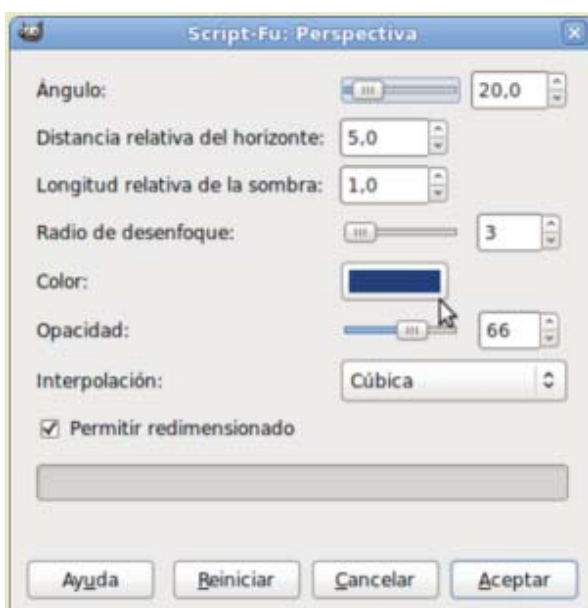 Script-Fu: Perspectiva
Ángulo: 20,0
Distancia relativa del horizonte: 5,0
Longitud relativa de la sombra: 1,0
Radio de desenfoque: 3
Color:
Opacidad: 66
Interpolación: Cúbica
Permitir redimensionado
Ayuda Reiniciar Cancelar Aceptar